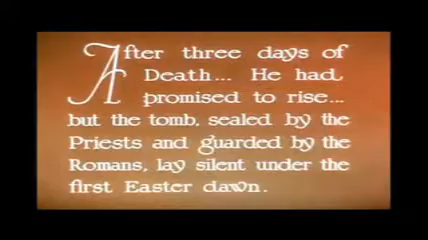 After three days of
Death... He had
promised to rise...
but the tomb, sealed by the
Priests and guarded by the
Romans, lay silent under the
first Easter dawn.